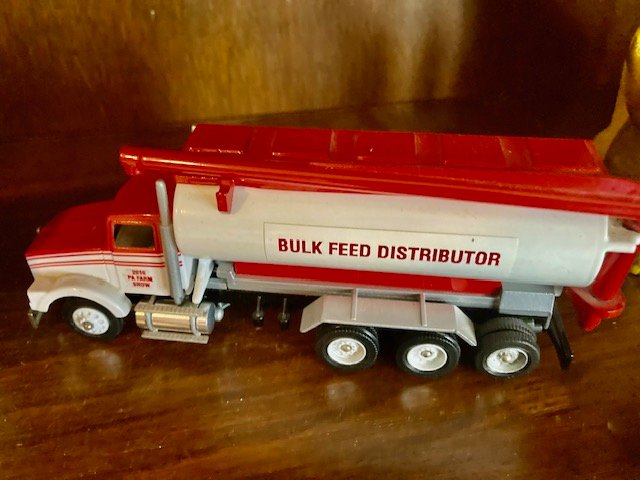 BULK FEED DISTRIBUTOR
2016
PA FARM
SHOW